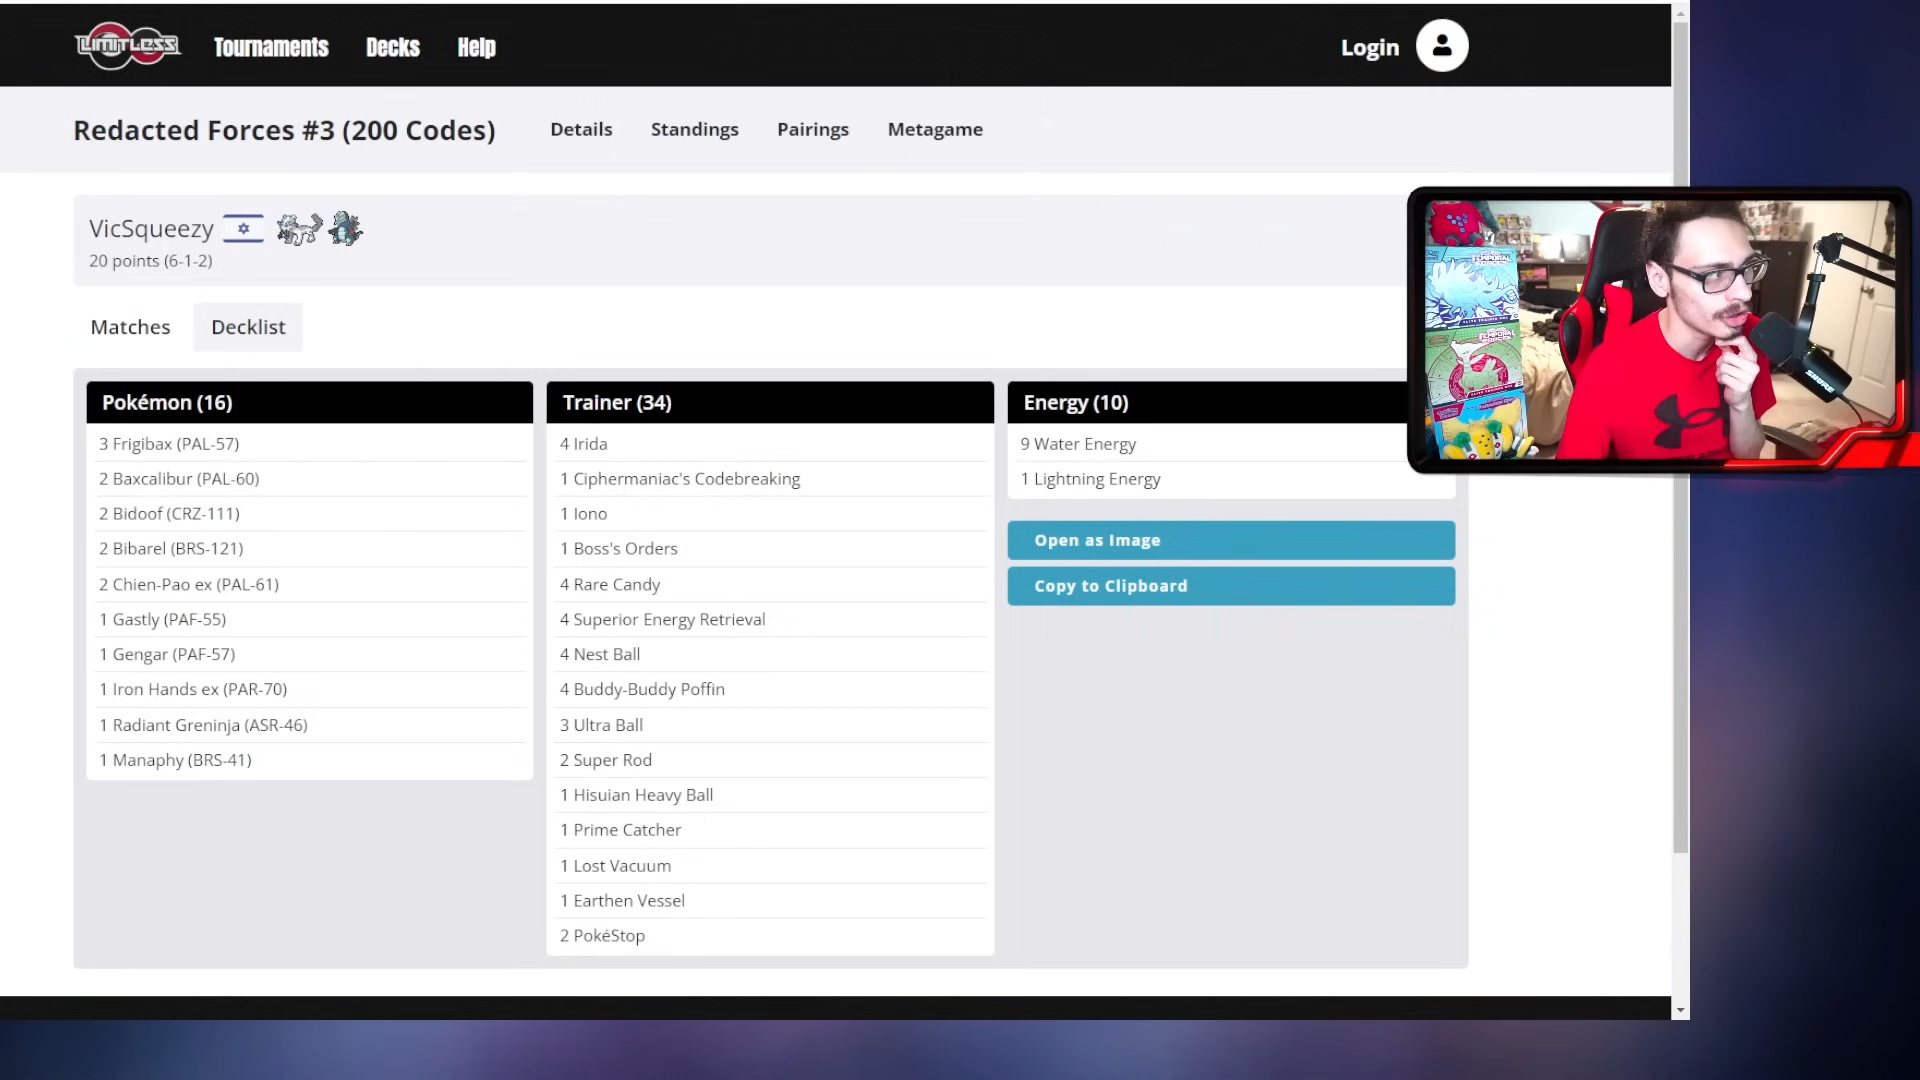 LIMITLESS
Tournaments
Decks
Help
Login
Redacted Forces #3 (200 Codes)
Details
Standings
Pairings
Metagame
VicSqueezy
20 points (6-1-2)
Matches
Decklist
Pokémon (16)
3 Frigibax (PAL-57)
2 Baxcalibur (PAL-60)
2 Bidoof (CRZ-111)
2 Bibarel (BRS-121)
2 Chien-Pao ex (PAL-61)
1 Gastly (PAF-55)
1 Gengar (PAF-57)
1 Iron Hands ex (PAR-70)
1 Radiant Greninja (ASR-46)
1 Manaphy (BRS-41)
Trainer (34)
4 Irida
1 Ciphermaniac's Codebreaking
1 Iono
1 Boss's Orders
4 Rare Candy
4 Superior Energy Retrieval
4 Nest Ball
4 Buddy-Buddy Poffin
3 Ultra Ball
2 Super Rod
1 Hisuian Heavy Ball
1 Prime Catcher
1 Lost Vacuum
1 Earthen Vessel
2 PokéStop
Energy (10)
9 Water Energy
1 Lightning Energy
Open as Image
Copy to Clipboard
TEMPORAL
TEMPORAL
SHURE